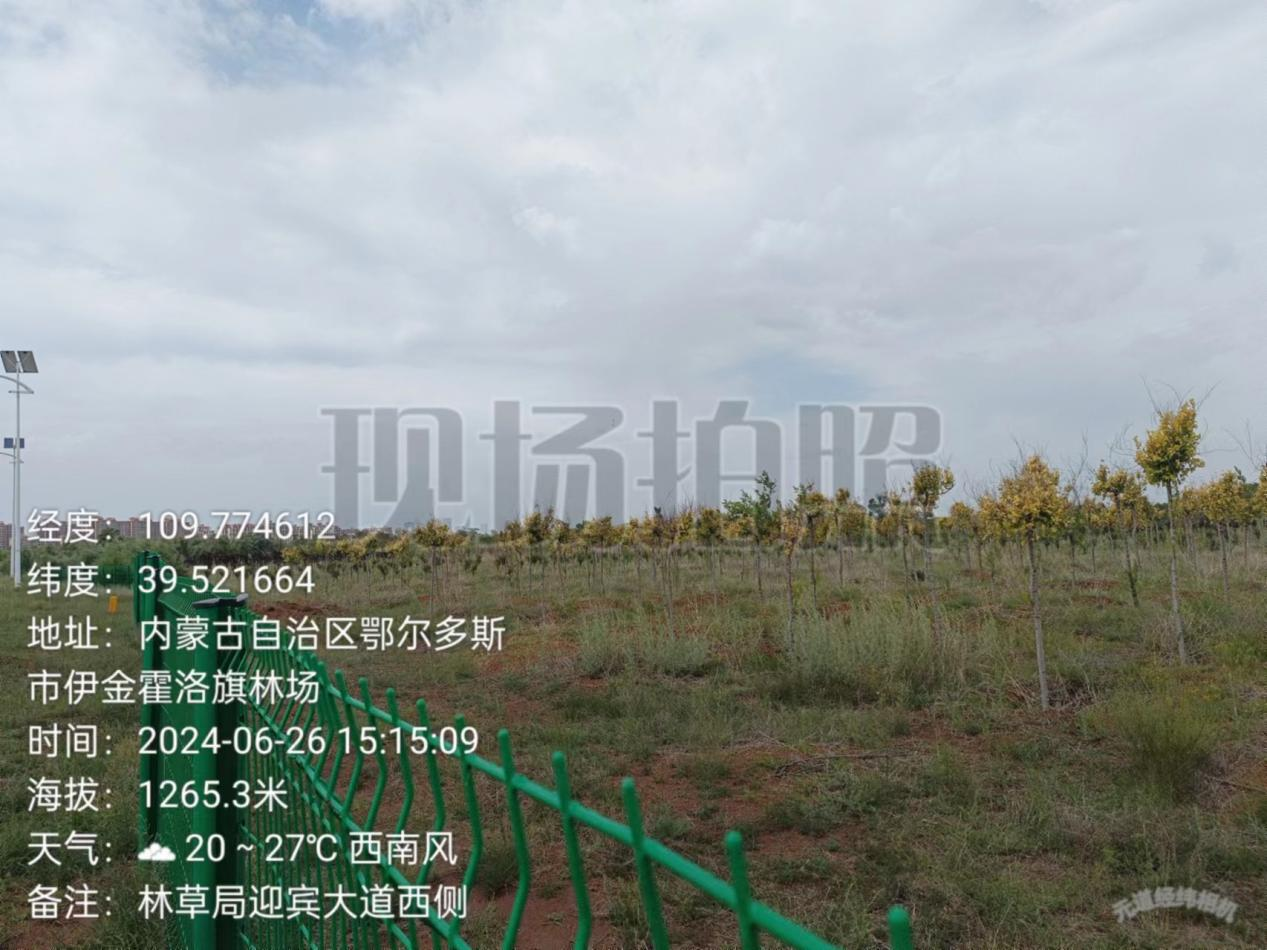 现场拍照
经度：109.774612
纬度：39.521664
地址：内蒙古自治区鄂尔多斯
市伊金霍洛旗林场
时间：2024-06-26 15:15:09
海拔：1265.3米
天气：☁ 20 ~ 27℃ 西南风
备注：林草局迎宾大道西侧
元道经纬相机